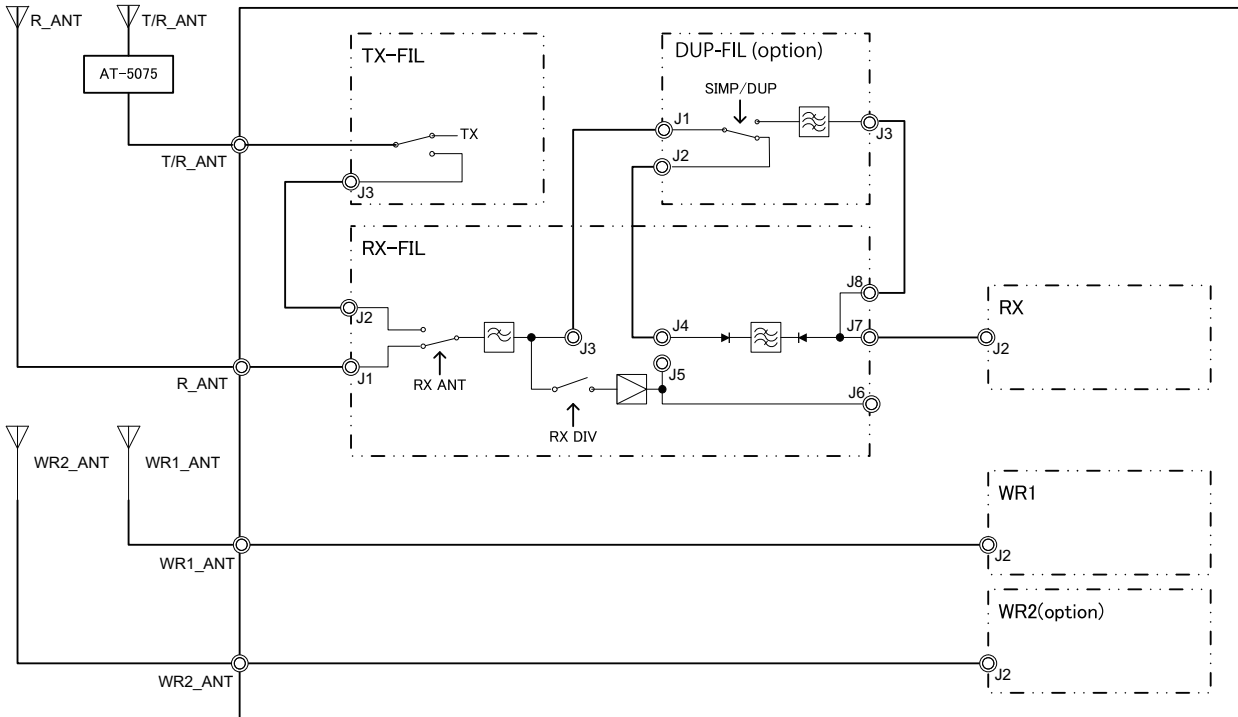 R_ANT
T/R_ANT
AT-5075
T/R_ANT
TX-FIL
TX
J3
DUP-FIL (option)
SIMP/DUP
J1
J2
J3
RX-FIL
J2
J1
R_ANT
RX ANT
J3
RX DIV
J4
J5
J8
J7
J6
RX
J2
WR2_ANT
WR1_ANT
WR1_ANT
WR1
J2
WR2(option)
WR2_ANT
J2